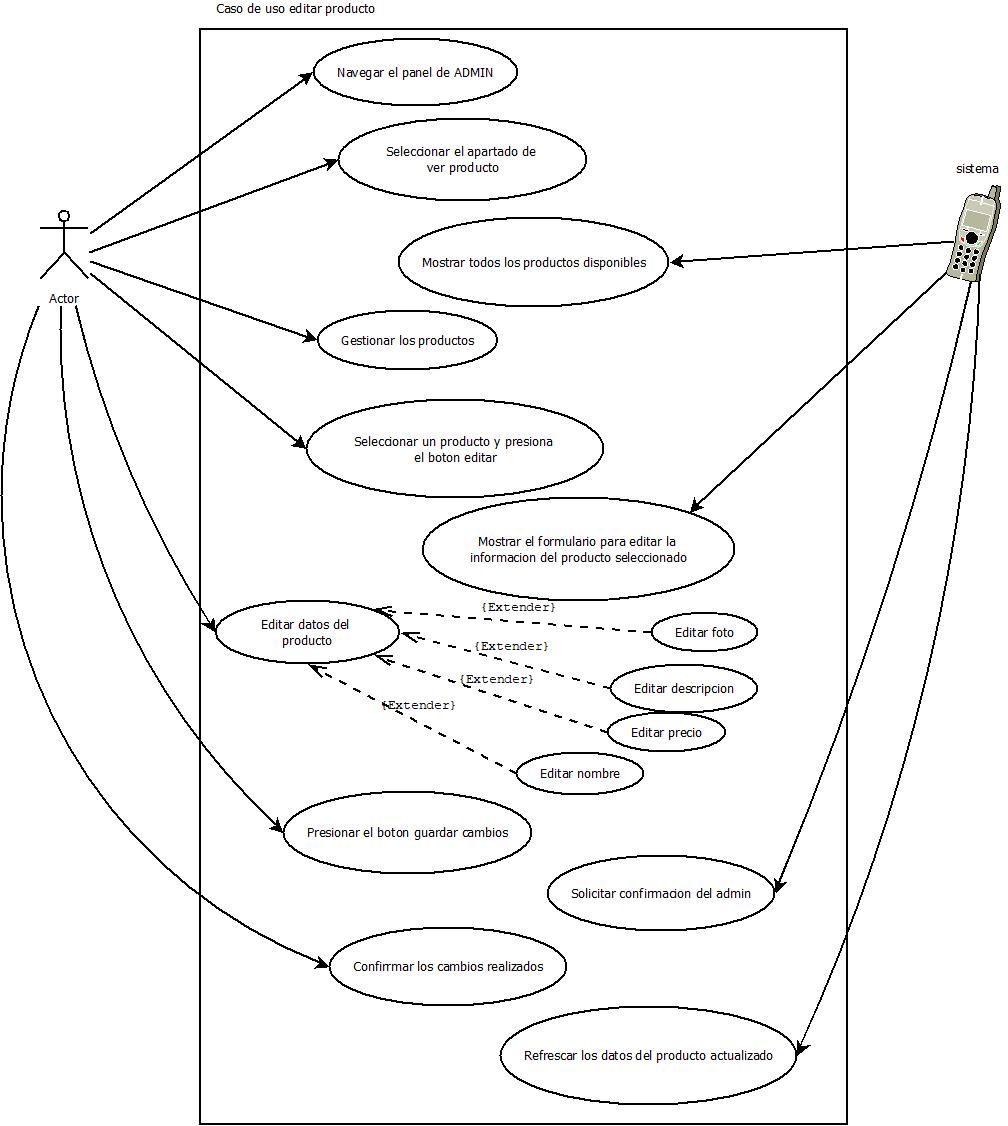 Caso de uso editar producto
Navegar el panel de ADMIN
Seleccionar el apartado de
ver producto
sistema
Mostrar todos los productos disponibles
Actor
Gestionar los productos
Seleccionar un producto y presiona
el boton editar
Mostrar el formulario para editar la
informacion del producto seleccionado
{Extender}
Editar datos del
producto
Editar foto
{Extender}
{Extender}
Editar descripcion
{Extender}
Editar precio
Editar nombre
Presionar el boton guardar cambios
Solicitar confirmacion del admin
Confirrmar los cambios realizados
Refrescar los datos del producto actualizado